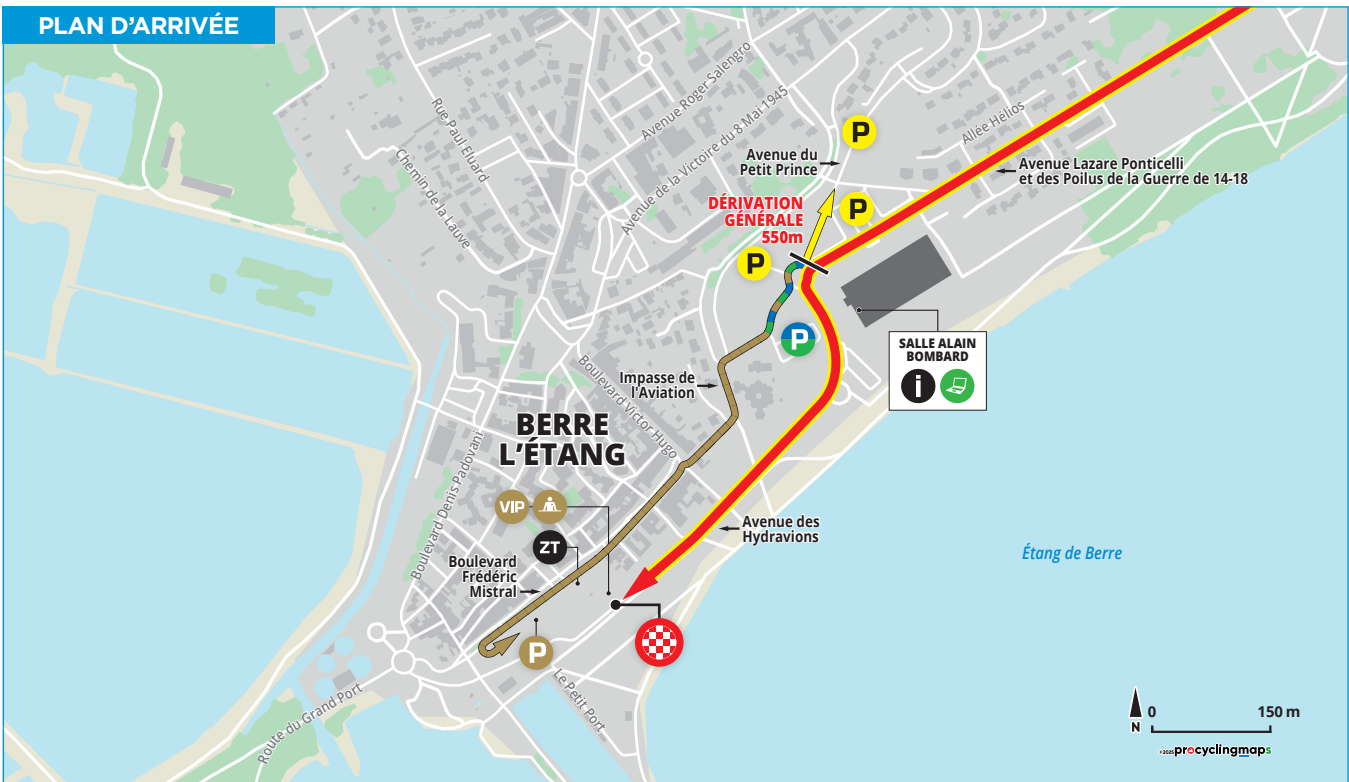 PLAN D'ARRIVÉE
Rue Paul Eluard
Chemin de la Lauve
Avenue Roger Salengro
Avenue de la Victoire du 8 Mai 1945
Avenue du
Petit Prince
P
Allée Hélios
Avenue Lazare Ponticelli
et des Poilus de la Guerre de 14-18
DÉRIVATION
GÉNÉRALE
550m
P
P
P
SALLE ALAIN
BOMBARD
i
Impasse de
l'Aviation
Boulevard Victor Hugo
BERRE
L'ÉTANG
Boulevard Denis Padovani
VIP
ZT
Avenue des
Hydravions
Étang de Berre
Boulevard
Frédéric
Mistral
P
Le Petit Port
Route du Grand Port
N
0 150 m
©2025 procyclingmaps